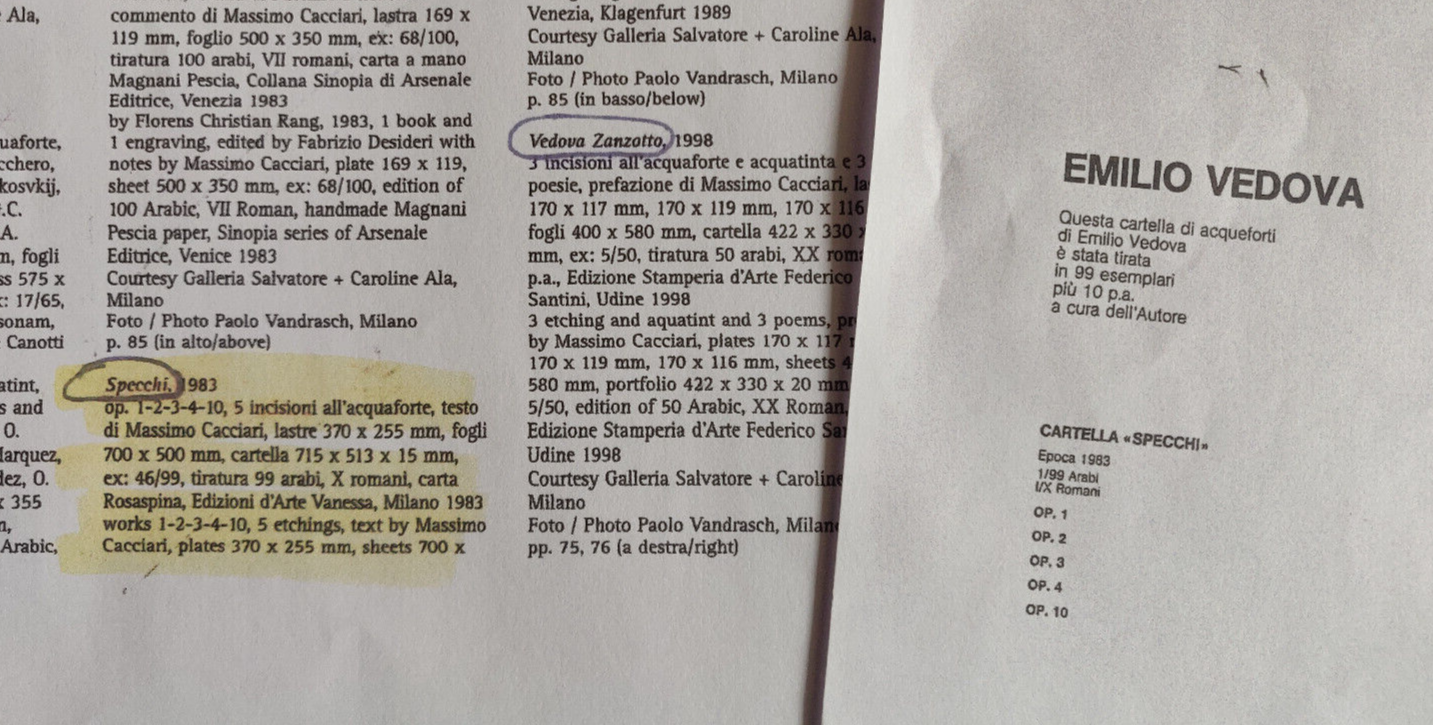 Ala,
uaforte,
cchero,
kosvkij,
.C.
A.
m, fogli
ss 575 x
: 17/65,
sonam,
Canotti
atint,
s and
O.
Marquez,
dez, O.
x 355
n,
Arabic,
commento di Massimo Cacciari, lastra 169 x
119 mm, foglio 500 x 350 mm, ex: 68/100,
tiratura 100 arabi, VII romani, carta a mano
Magnani Pescia, Collana Sinopia di Arsenale
Editrice, Venezia 1983
by Florens Christian Rang, 1983, 1 book and
1 engraving, edited by Fabrizio Desideri with
notes by Massimo Cacciari, plate 169 x 119,
sheet 500 x 350 mm, ex: 68/100, edition of
100 Arabic, VII Roman, handmade Magnani
Pescia paper, Sinopia series of Arsenale
Editrice, Venice 1983
Courtesy Galleria Salvatore + Caroline Ala,
Milano
Foto / Photo Paolo Vandrasch, Milano
p. 85 (in alto/above)
Specchi, 1983
op. 1-2-3-4-10, 5 incisioni all'acquaforte, testo
di Massimo Cacciari, lastre 370 x 255 mm, fogli
700 x 500 mm, cartella 715 x 513 x 15 mm,
ex: 46/99, tiratura 99 arabi, X romani, carta
Rosaspina, Edizioni d'Arte Vanessa, Milano 1983
works 1-2-3-4-10, 5 etchings, text by Massimo
Cacciari, plates 370 x 255 mm, sheets 700 x
Venezia, Klagenfurt 1989
Courtesy Galleria Salvatore + Caroline Ala,
Milano
Foto / Photo Paolo Vandrasch, Milano
p. 85 (in basso/below)
Vedova Zanzotto, 1998
3 incisioni all'acquaforte e acquatinta e 3
poesie, prefazione di Massimo Cacciari, la
170 x 117 mm, 170 x 119 mm, 170 x 116
fogli 400 x 580 mm, cartella 422 x 330 x
mm, ex: 5/50, tiratura 50 arabi, XX roma
p.a., Edizione Stamperia d'Arte Federico
Santini, Udine 1998
3 etching and aquatint and 3 poems, pr
by Massimo Cacciari, plates 170 x 117
170 x 119 mm, 170 x 116 mm, sheets 4
580 mm, portfolio 422 x 330 x 20 mm
5/50, edition of 50 Arabic, XX Roman,
Edizione Stamperia d'Arte Federico Sa
Udine 1998
Courtesy Galleria Salvatore + Caroline
Milano
Foto / Photo Paolo Vandrasch, Milano
pp. 75, 76 (a destra/right)
EMILIO VEDOVA
Questa cartella di acqueforti
di Emilio Vedova
è stata tirata
in 99 esemplari
più 10 p.a.
a cura dell'Autore
CARTELLA «SPECCHI»
Epoca 1983
1/99 Arabi
I/X Romani
OP. 1
OP. 2
OP. 3
OP. 4
OP. 10